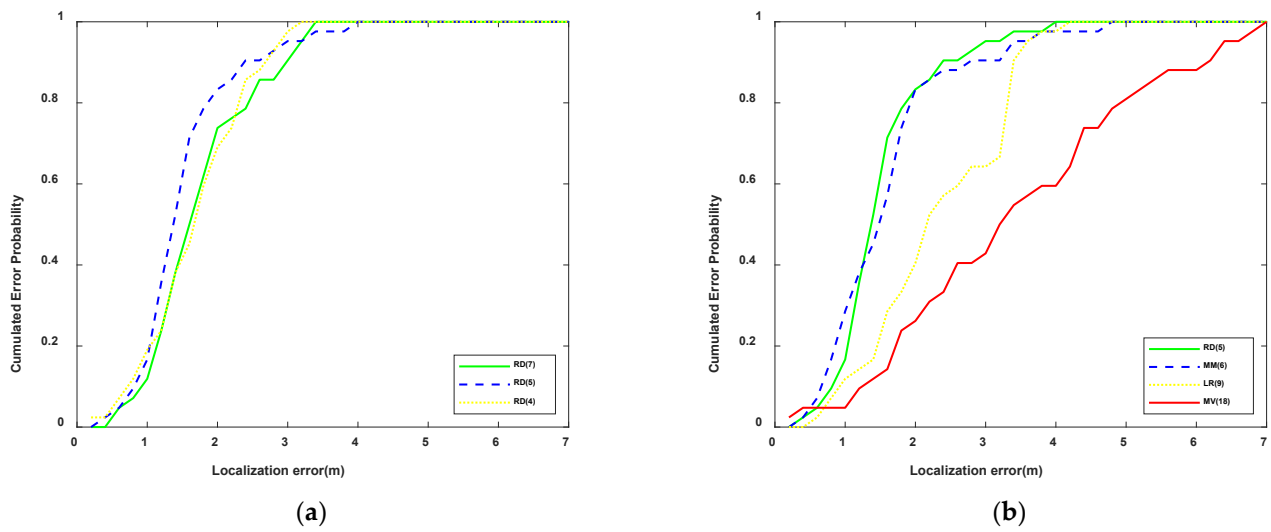 1
0.8
0.6
0.4
0.2
0
Cumulated Error Probability
0 1 2 3 4 5 6 7
Localization error(m)
RD(7)
RD(5)
RD(4)
(a)
1
0.8
0.6
0.4
0.2
0
Cumulated Error Probability
0 1 2 3 4 5 6 7
Localization error(m)
RD(5)
MM(6)
LR(9)
MV(18)
(b)